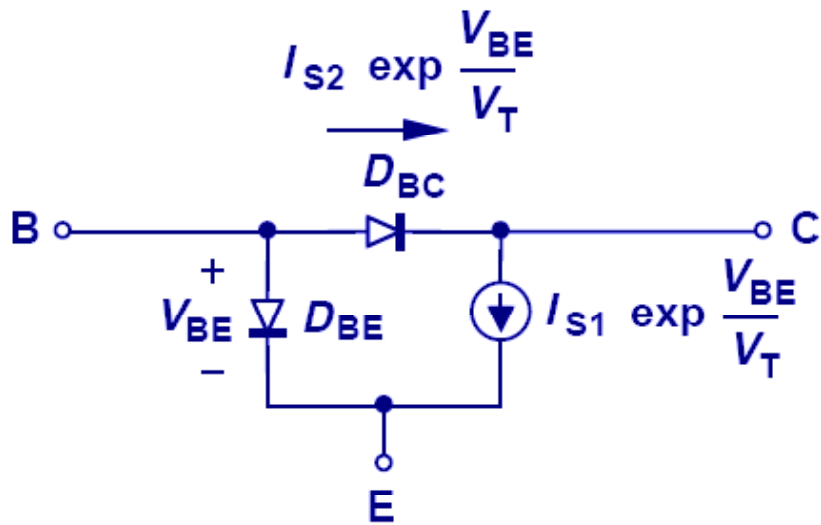 I_S2 exp V_BE / V_T
D_BC
B
C
+
V_BE
−
D_BE
I_S1 exp V_BE / V_T
E